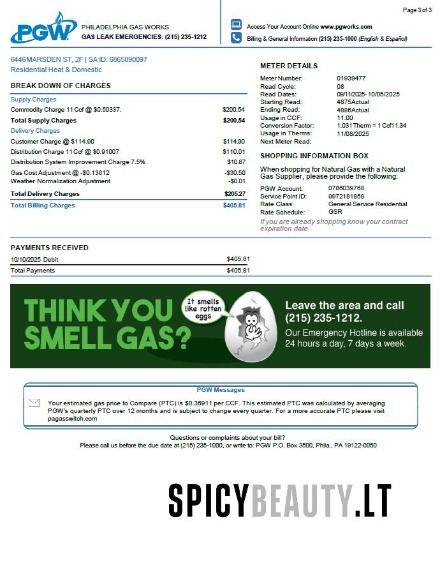 Page 3 of 3
PGW
PHILADELPHIA GAS WORKS
GAS LEAK EMERGENCIES: (215) 235-1212
Access Your Account Online www.pgworks.com
Billing & General Information (215) 235-1000 (English & Español)
6446 MARSDEN ST, 2F | SA ID: 6865890097
Residential Heat & Domestic
BREAK DOWN OF CHARGES
Supply Charges
Commodity Charge 11 Ccf @ $0.50337. $200.54
Total Supply Charges $200.54
Delivery Charges
Customer Charge @ $114.90 $114.90
Distribution Charge 11 Ccf @ $0.91007 $110.01
Distribution System Improvement Charge 7.5% $10.87
Gas Cost Adjustment @ -$0.13012 -$30.50
Weather Normalization Adjustment -$0.01
Total Delivery Charges $205.27
Total Billing Charges $405.81
METER DETAILS
Meter Number: 01939477
Read Cycle: 08
Read Dates: 09/11/2025- 10/05/2025
Starting Read: 4875Actual
Ending Read: 4886Actual
Usage in CCF: 11.00
Conversion Factor: 1.031Therm = 1Ccf11.34
Usage in Therms: 11/08/2025
Next Meter Read:
SHOPPING INFORMATION BOX
When shopping for Natural Gas with a Natural
Gas Supplier, please provide the following:
PGW Account: 0786039768
Service Point ID: 9972181859
Rate Class: General Service Residential
Rate Schedule: GSR
If you are already shopping know your contract
expiration date.
PAYMENTS RECEIVED
10/10/2025 Debit $405.81
Total Payments $405.81
THINK YOU
SMELL GAS?
It smells
like rotten
eggs
Leave the area and call
(215) 235-1212.
Our Emergency Hotline is available
24 hours a day, 7 days a week.
PGW Messages
Your estimated gas price to Compare (PTC) is $0.36911 per CCF. This estimated PTC was calculated by averaging
PGW's quarterly PTC over 12 months and is subject to change every quarter. For a more accurate PTC please visit
pagasswitch.com
Questions or complaints about your bill?
Please call us before the due date at (215) 235-1000, or write to: PGW P.O. Box 3500, Phila., PA 19122-0050
SPICYBEAUTY.LT